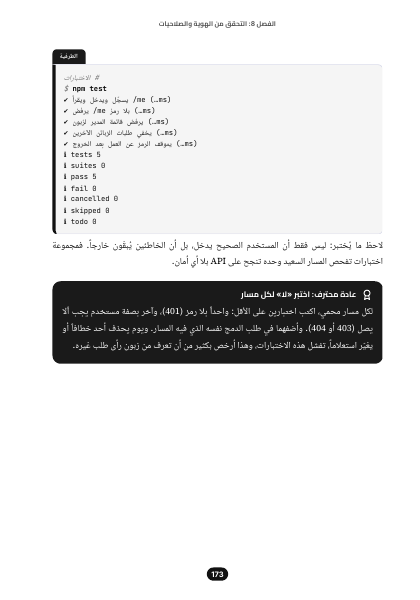 الفصل 8: التحقق من الهوية والصلاحيات
الطرفية
# الاختبارات
$ npm test
✔ يسجّل ويدخل ويقرأ /me (…ms)
✔ يرفض /me بلا رمز (…ms)
✔ يرفض قائمة المدير لزبون (…ms)
✔ يخفي طلبات الزبائن الآخرين (…ms)
✔ يتوقف الرمز عن العمل بعد الخروج (…ms)
ℹ tests 5
ℹ suites 0
ℹ pass 5
ℹ fail 0
ℹ cancelled 0
ℹ skipped 0
ℹ todo 0
لاحظ ما يُختبر: ليس فقط أن المستخدم الصحيح يدخل، بل أن الخاطئين يُبقَون خارجاً. فمجموعة
اختبارات تفحص المسار السعيد وحده تنجح على API بلا أي أمان.
عادة محترف: اختبر «لا» لكل مسار
لكل مسار محمي، اكتب اختبارين على الأقل: واحداً بلا رمز (401)، وآخر بصفة مستخدم يجب ألا
يصل (403 أو 404). وأضفهما في طلب الدمج نفسه الذي فيه المسار. ويوم يحذف أحد خطافاً أو
يغيّر استعلاماً، تفشل هذه الاختبارات، وهذا أرخص بكثير من أن تعرف من زبون رأى طلب غيره.
173